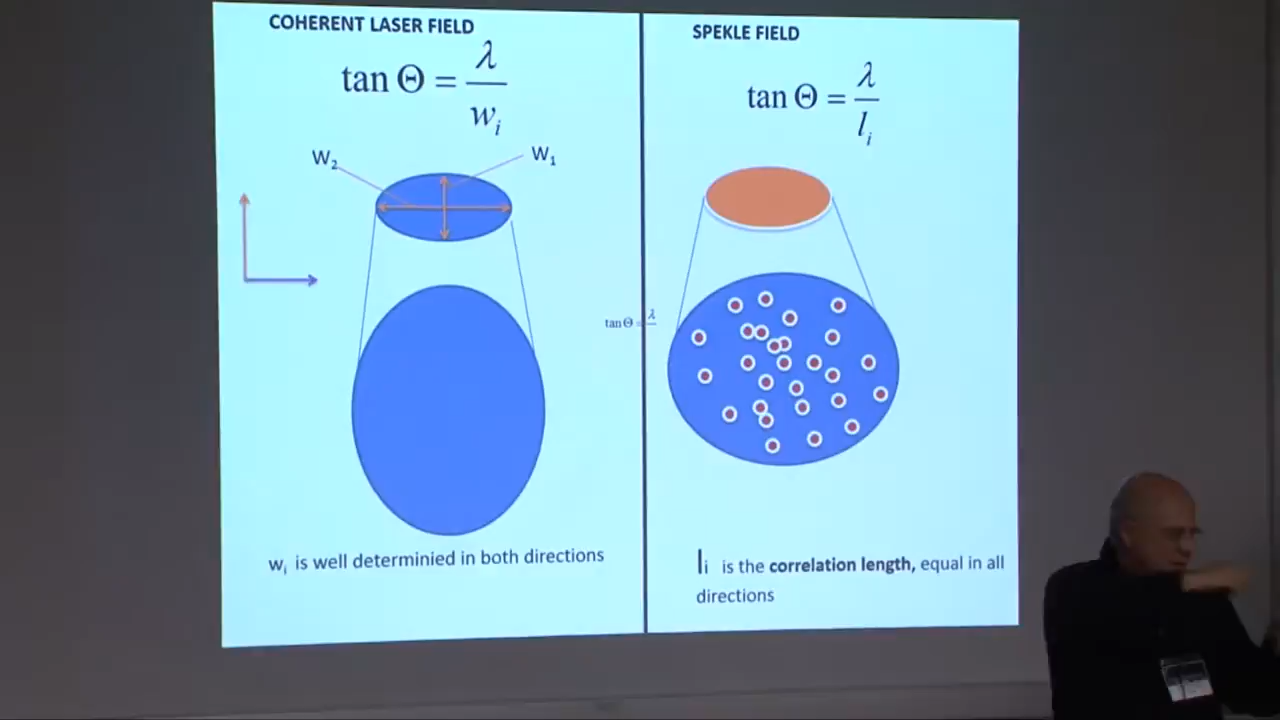 COHERENT LASER FIELD
tan Θ = λ / wᵢ
W₂
W₁
wᵢ is well determinied in both directions
tan Θ = λ
SPEKLE FIELD
tan Θ = λ / lᵢ
lᵢ is the correlation length, equal in all
directions